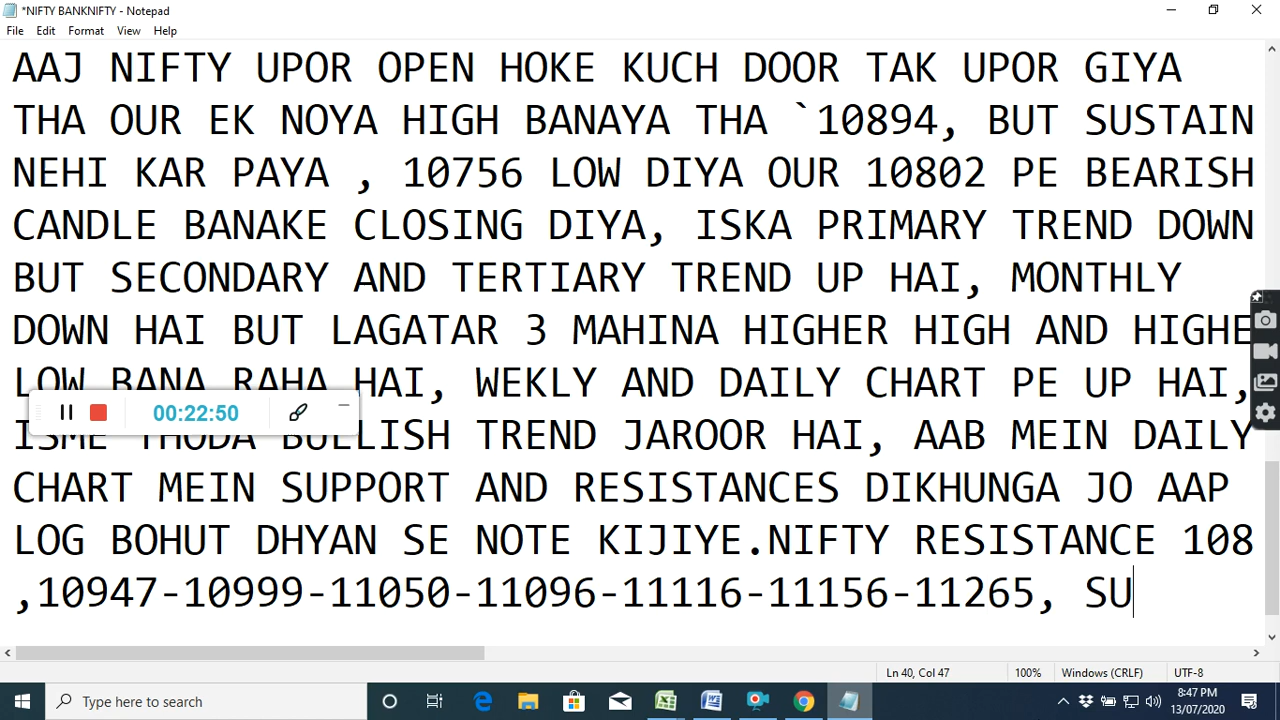 *NIFTY BANKNIFTY - Notepad
File Edit Format View Help
AAJ NIFTY UPOR OPEN HOKE KUCH DOOR TAK UPOR GIYA
THA OUR EK NOYA HIGH BANAYA THA `10894, BUT SUSTAIN
NEHI KAR PAYA , 10756 LOW DIYA OUR 10802 PE BEARISH
CANDLE BANAKE CLOSING DIYA, ISKA PRIMARY TREND DOWN
BUT SECONDARY AND TERTIARY TREND UP HAI, MONTHLY
DOWN HAI BUT LAGATAR 3 MAHINA HIGHER HIGH AND HIGHE
LOW BANA RAHA HAI, WEKLY AND DAILY CHART PE UP HAI,
00:22:50
ISME THODA BULLISH TREND JAROOR HAI, AAB MEIN DAILY
CHART MEIN SUPPORT AND RESISTANCES DIKHUNGA JO AAP
LOG BOHUT DHYAN SE NOTE KIJIYE.NIFTY RESISTANCE 108
,10947-10999-11050-11096-11116-11156-11265, SU
Ln 40, Col 47 100% Windows (CRLF) UTF-8
Type here to search
8:47 PM
13/07/2020